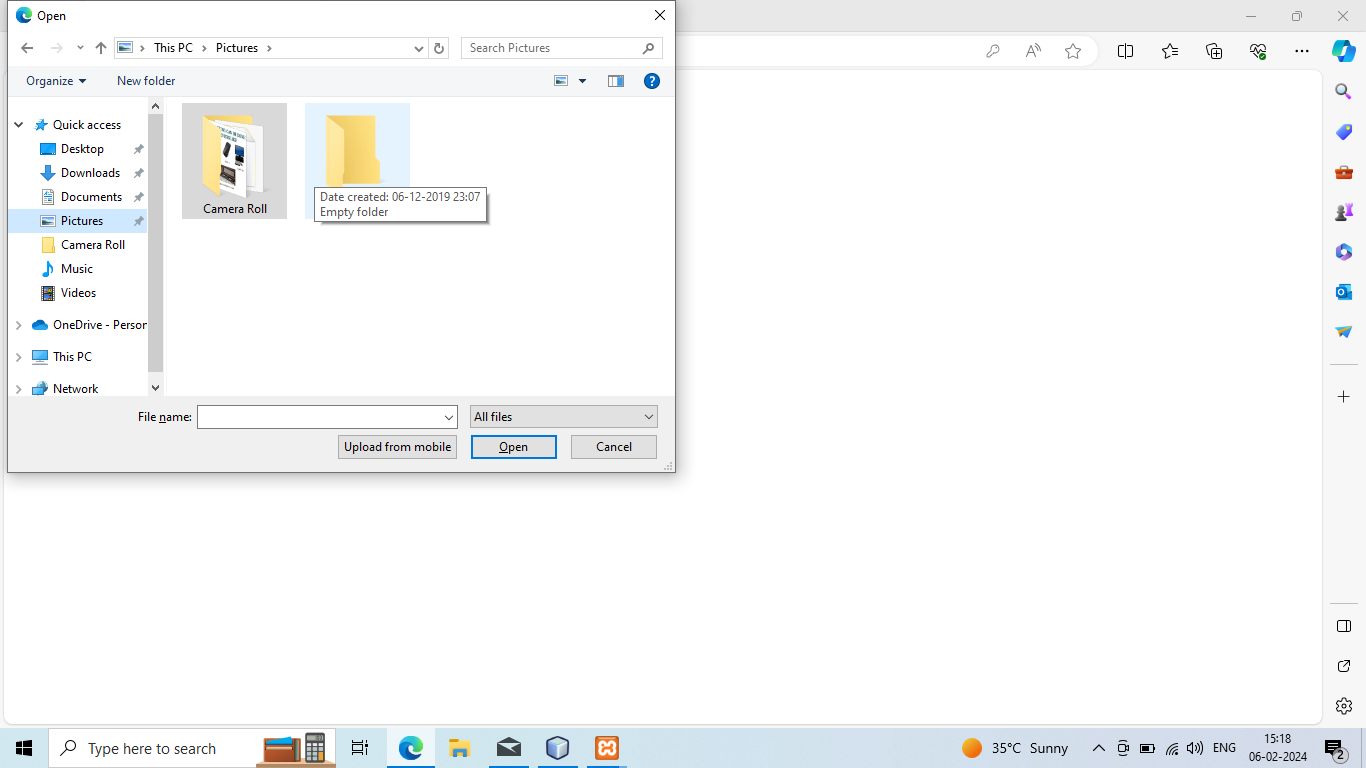 Open
This PC
Pictures
Search Pictures
Organize
New folder
Quick access
Desktop
Downloads
Documents
Pictures
Camera Roll
Music
Videos
OneDrive - Person
This PC
Network
Camera Roll
Date created: 06-12-2019 23:07
Empty folder
File name:
All files
Upload from mobile
Open
Cancel
Type here to search
35°C Sunny
ENG
15:18
06-02-2024
2